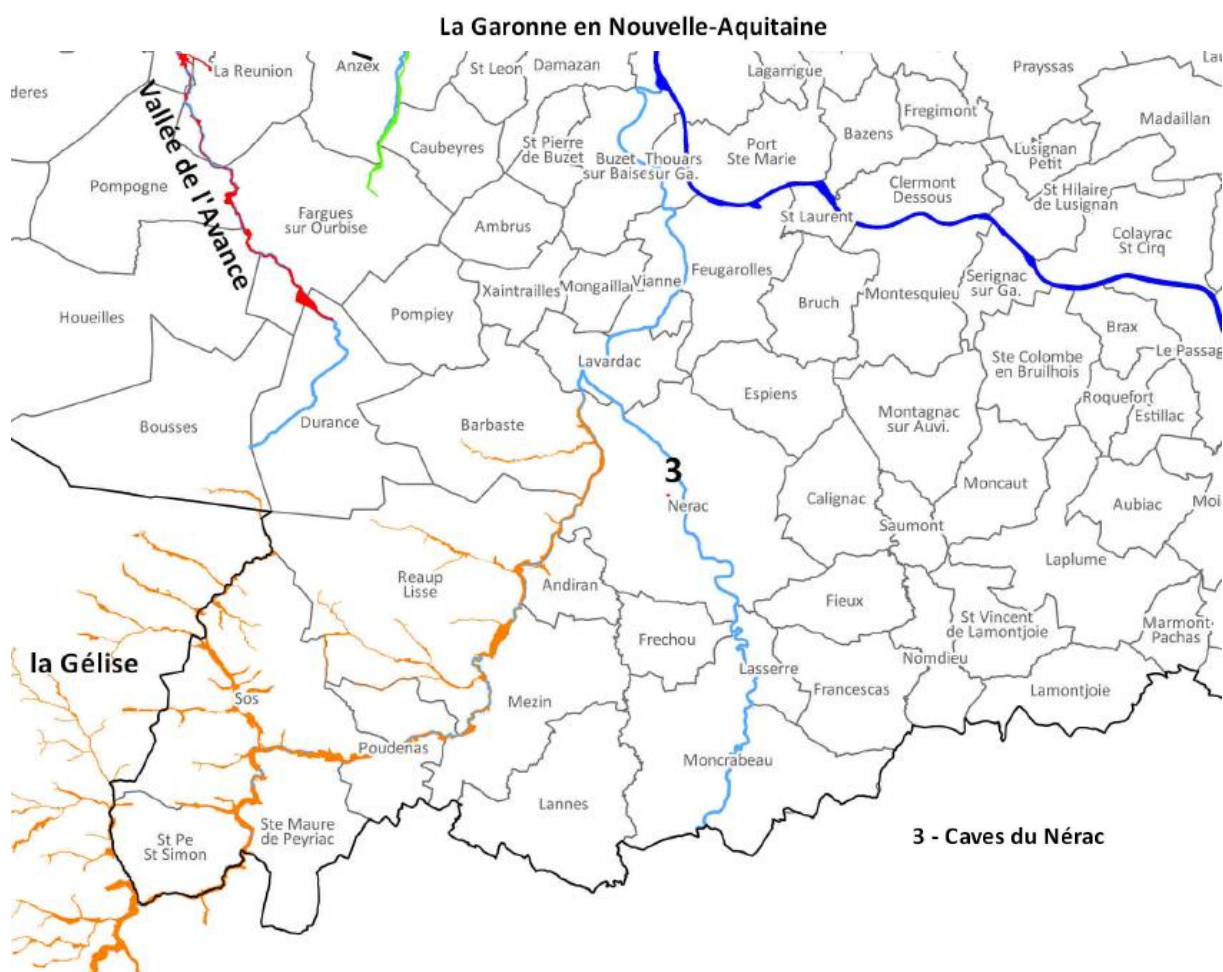 La Garonne en Nouvelle-Aquitaine
La Reunion
Anzex
St Leon
Damazan
Lagarrigue
Prayssas
Lau
deres
Vallée de l'Avance
Fregimont
Madaillan
Caubeyres
St Pierre
de Buzet
Buzet
sur Baise
Thouars
sur Ga.
Port
Ste Marie
Bazens
Lusignan
Petit
Pompogne
Fargues
sur Ourbise
Ambrus
St Laurent
Clermont
Dessous
St Hilaire
de Lusignan
Colayrac
St Cirq
Houeilles
Pompiey
Xaintrailles
Mongaillar
Vianne
Feugarolles
Bruch
Montesquieu
Serignac
sur Ga.
Brax
Le Passag
Lavardac
Ste Colombe
en Bruilhois
Bousses
Durance
Barbaste
Espiens
Montagnac
sur Auvi.
Roquefort
Estillac
3
Nerac
Calignac
Moncaut
Aubiac
Moi
Saumont
Reaup
Lisse
Andiran
Fieux
Laplume
Frechou
St Vincent
de Lamontjoie
Marmont-
Pachas
la Gélise
Sos
Mezin
Lasserre
Francescas
Nomdieu
Lamontjoie
Poudenas
Moncrabeau
Lannes
St Pe
St Simon
Ste Maure
de Peyriac
3 - Caves du Nérac